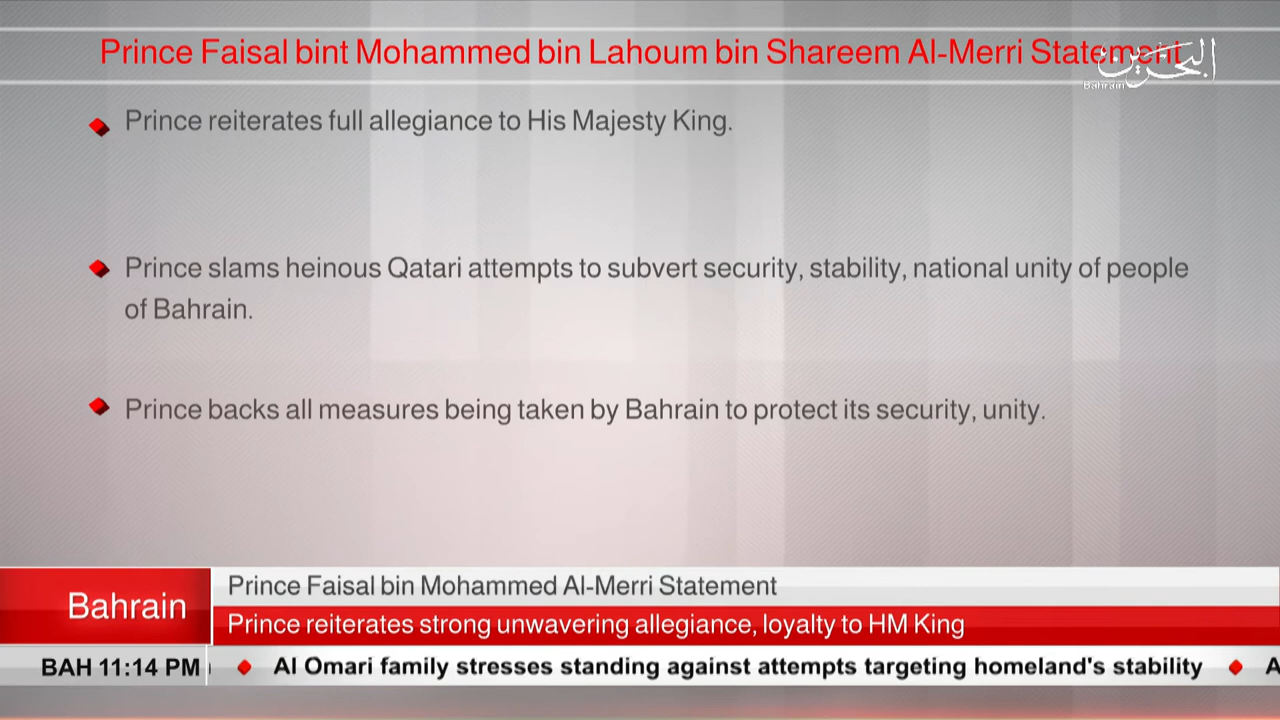 Prince Faisal bint Mohammed bin Lahoum bin Shareem Al-Merri Statement
البحرين
Bahrain
Prince reiterates full allegiance to His Majesty King.
Prince slams heinous Qatari attempts to subvert security, stability, national unity of people
of Bahrain.
Prince backs all measures being taken by Bahrain to protect its security, unity.
Bahrain
Prince Faisal bin Mohammed Al-Merri Statement
Prince reiterates strong unwavering allegiance, loyalty to HM King
BAH 11:14 PM
Al Omari family stresses standing against attempts targeting homeland's stability
A